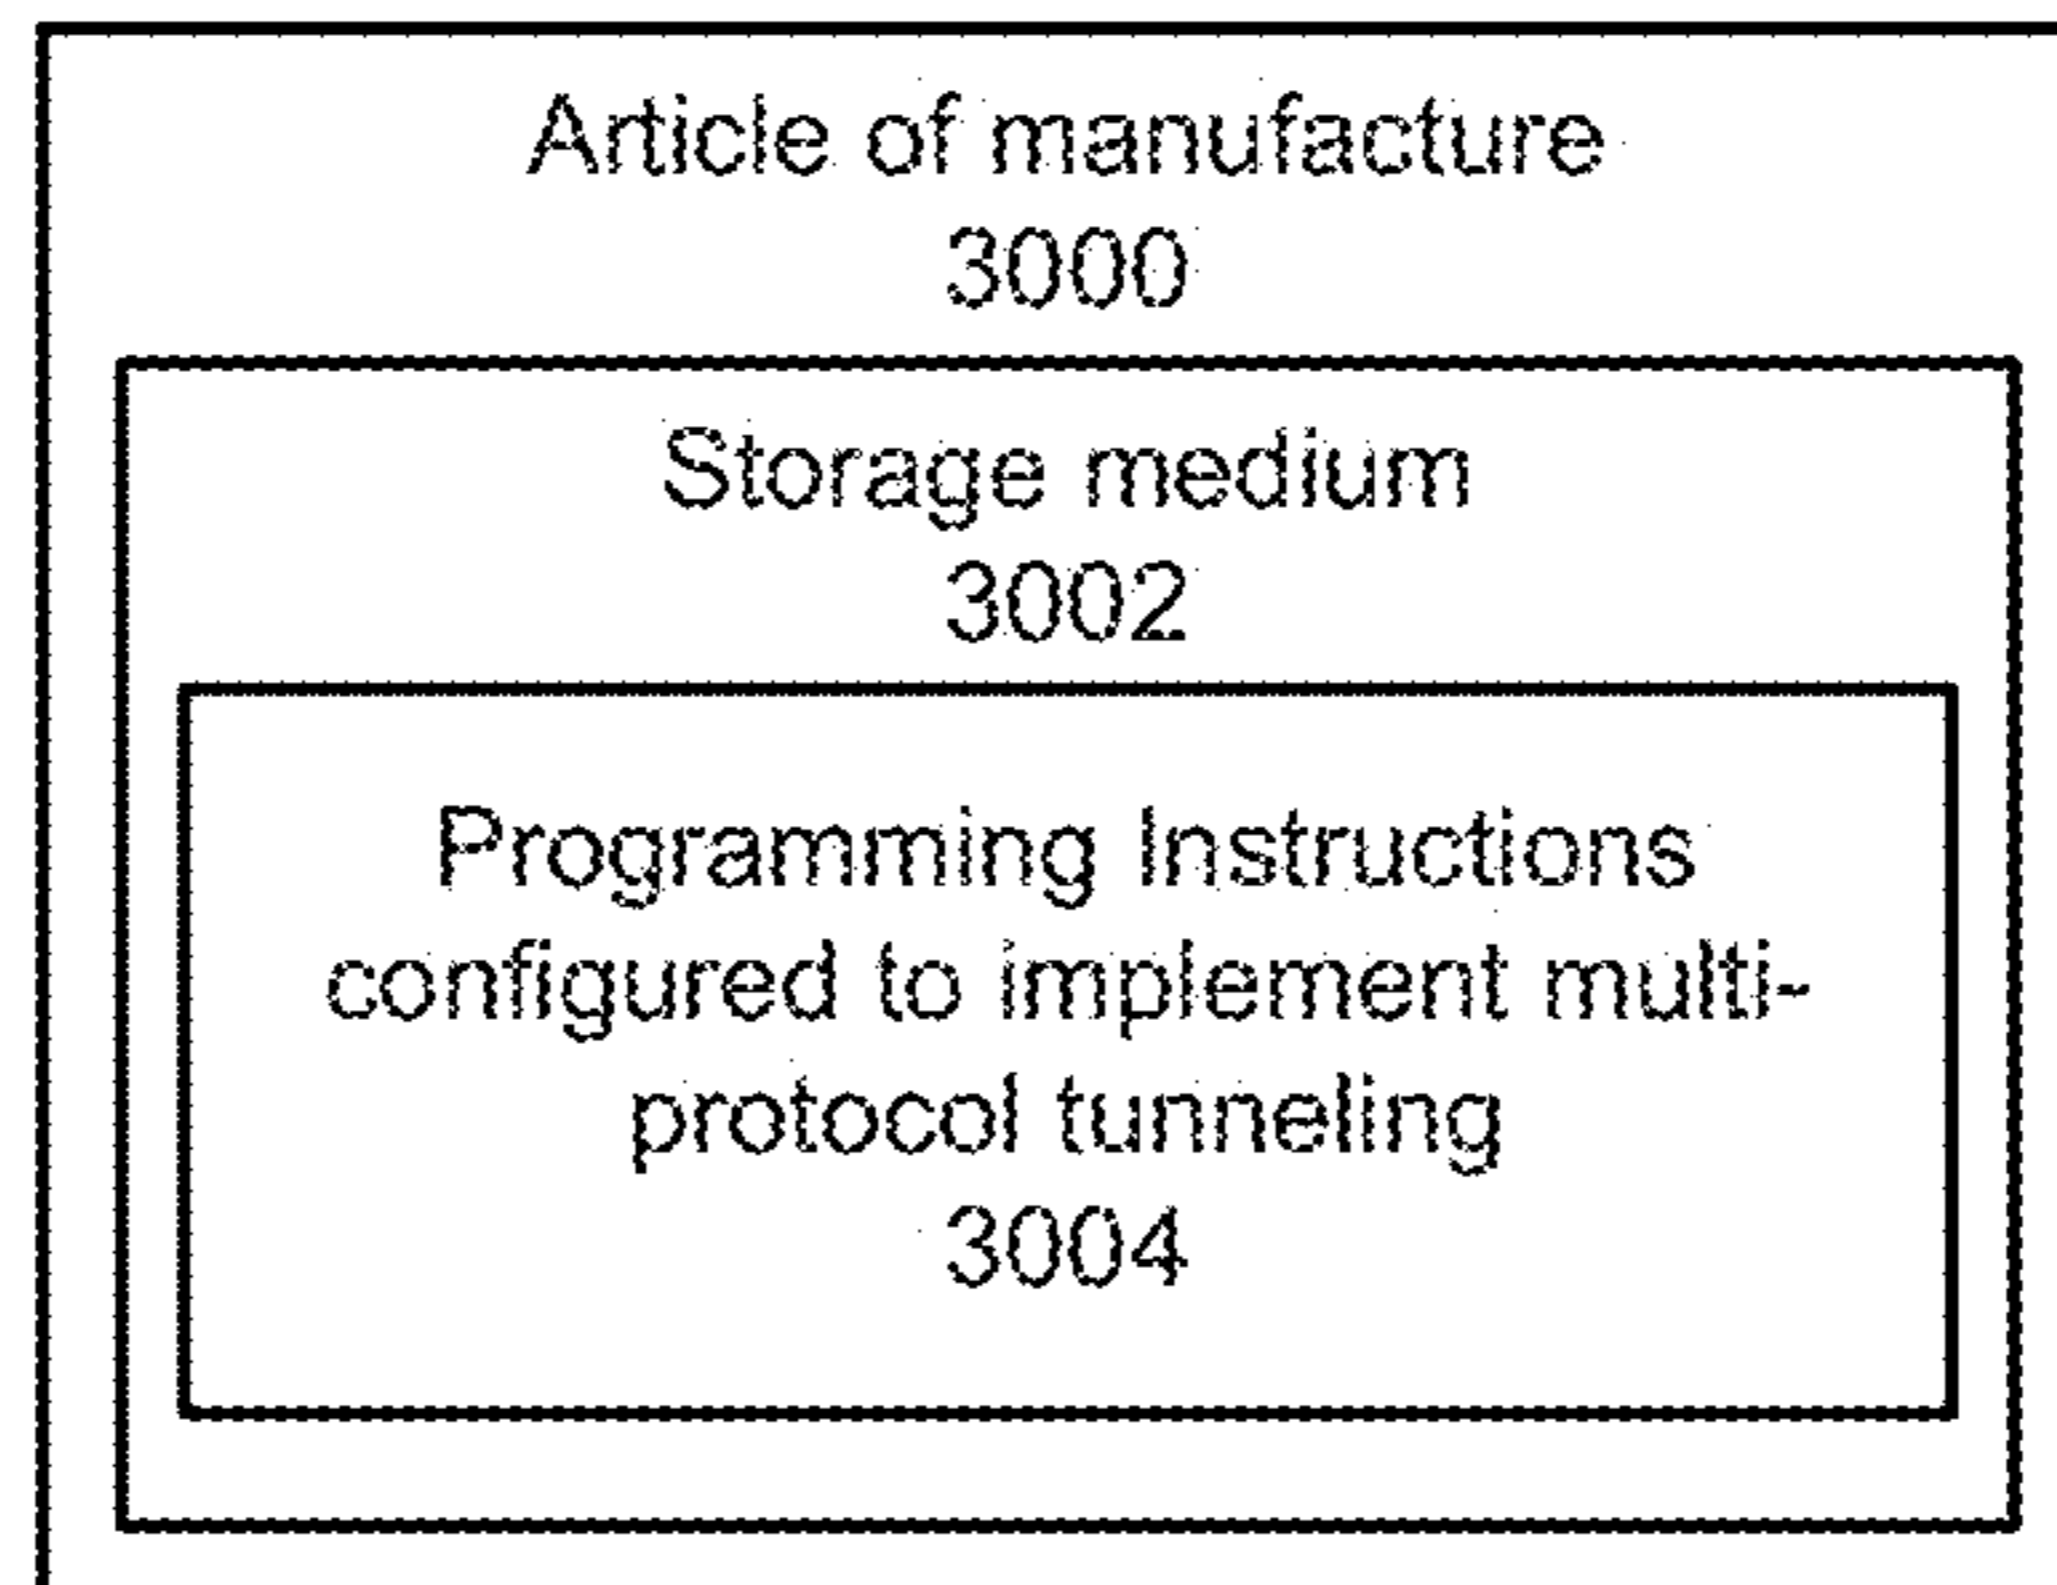 Article of manufacture
3000
Storage medium
3002
Programming Instructions
configured to implement multi-
protocol tunneling
3004